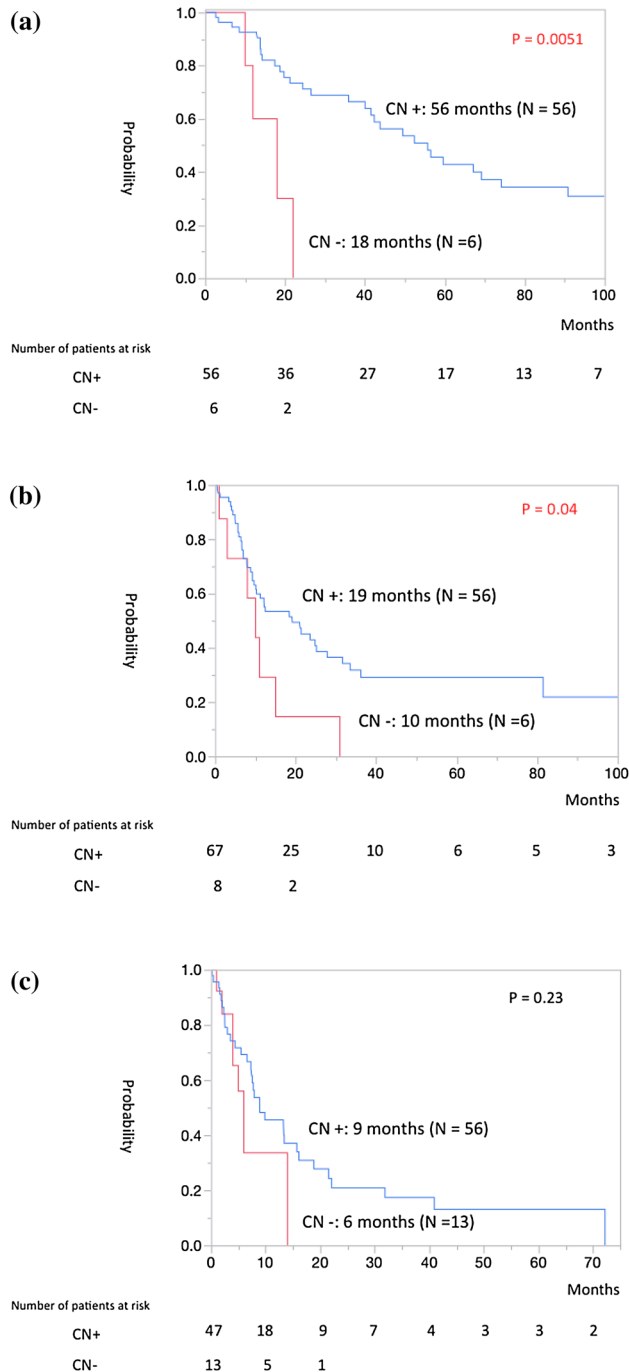 (a)
P = 0.0051
1.0
0.8
0.6
0.4
0.2
0.0
Probability
CN +: 56 months (N = 56)
CN -: 18 months (N =6)
0 20 40 60 80 100
Months
Number of patients at risk
CN+ 56 36 27 17 13 7
CN- 6 2
(b)
P = 0.04
1.0
0.8
0.6
0.4
0.2
0.0
Probability
CN +: 19 months (N = 56)
CN -: 10 months (N =6)
0 20 40 60 80 100
Months
Number of patients at risk
CN+ 67 25 10 6 5 3
CN- 8 2
(c)
P = 0.23
1.0
0.8
0.6
0.4
0.2
0.0
Probability
CN +: 9 months (N = 56)
CN -: 6 months (N =13)
0 10 20 30 40 50 60 70
Months
Number of patients at risk
CN+ 47 18 9 7 4 3 3 2
CN- 13 5 1